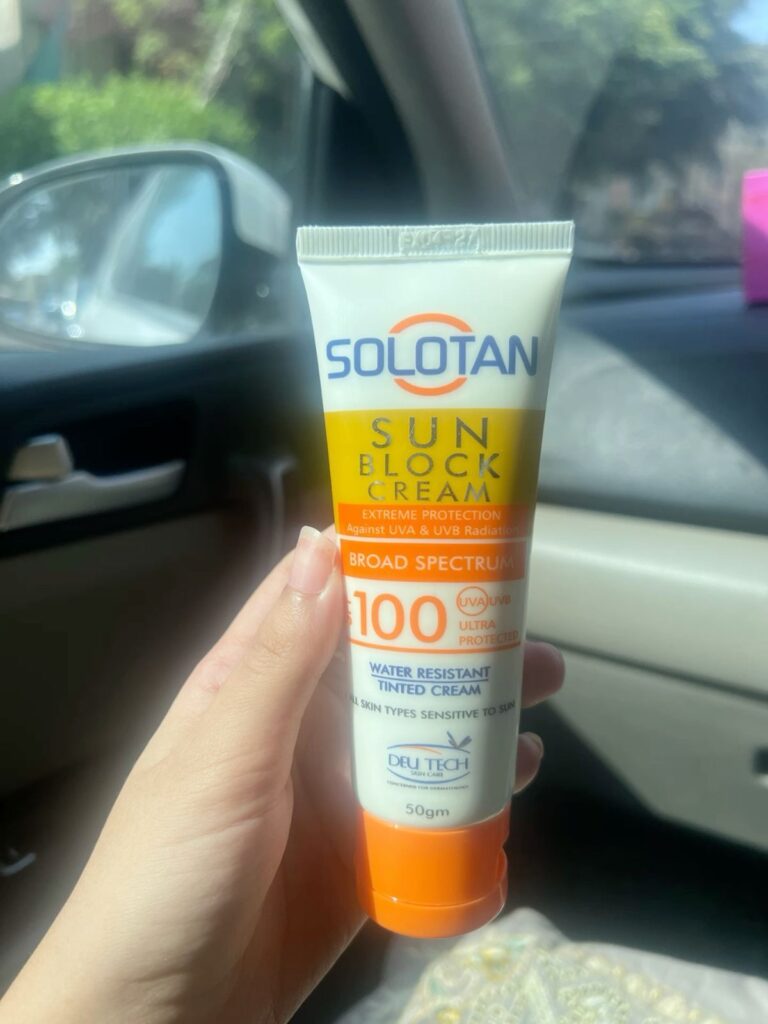 SOLOTAN
SUN
BLOCK
CREAM
EXTREME PROTECTION
Against UVA & UVB Radiation
BROAD SPECTRUM
100
UVA UVB
ULTRA
PROTECTED
WATER RESISTANT
TINTED CREAM
SKIN TYPES SENSITIVE TO SUN
DEU TECH
SKIN CARE
50gm